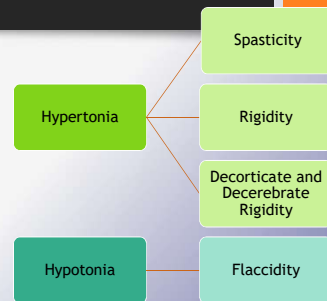 Spasticity
Hypertonia
Rigidity
Decorticate and
Decerebrate
Rigidity
Hypotonia
Flaccidity